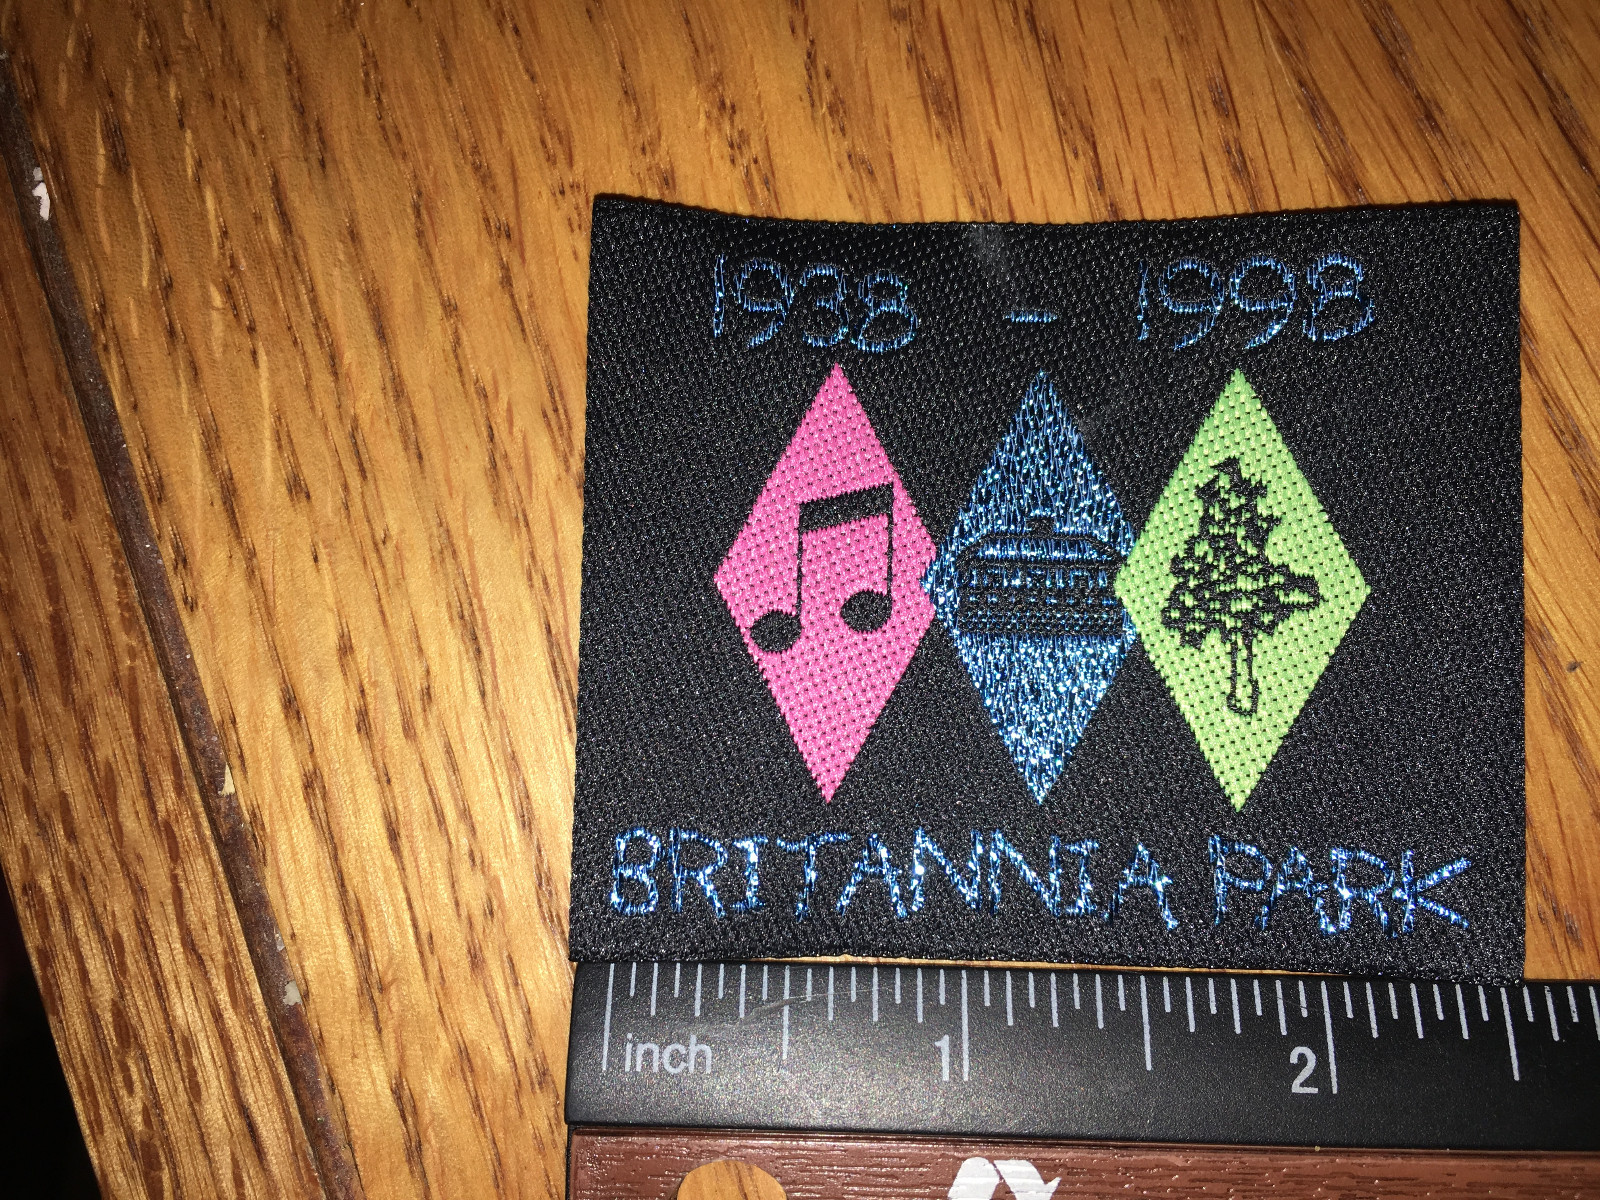 1938 - 1998
BRITANNIA PARK
inch 1 2